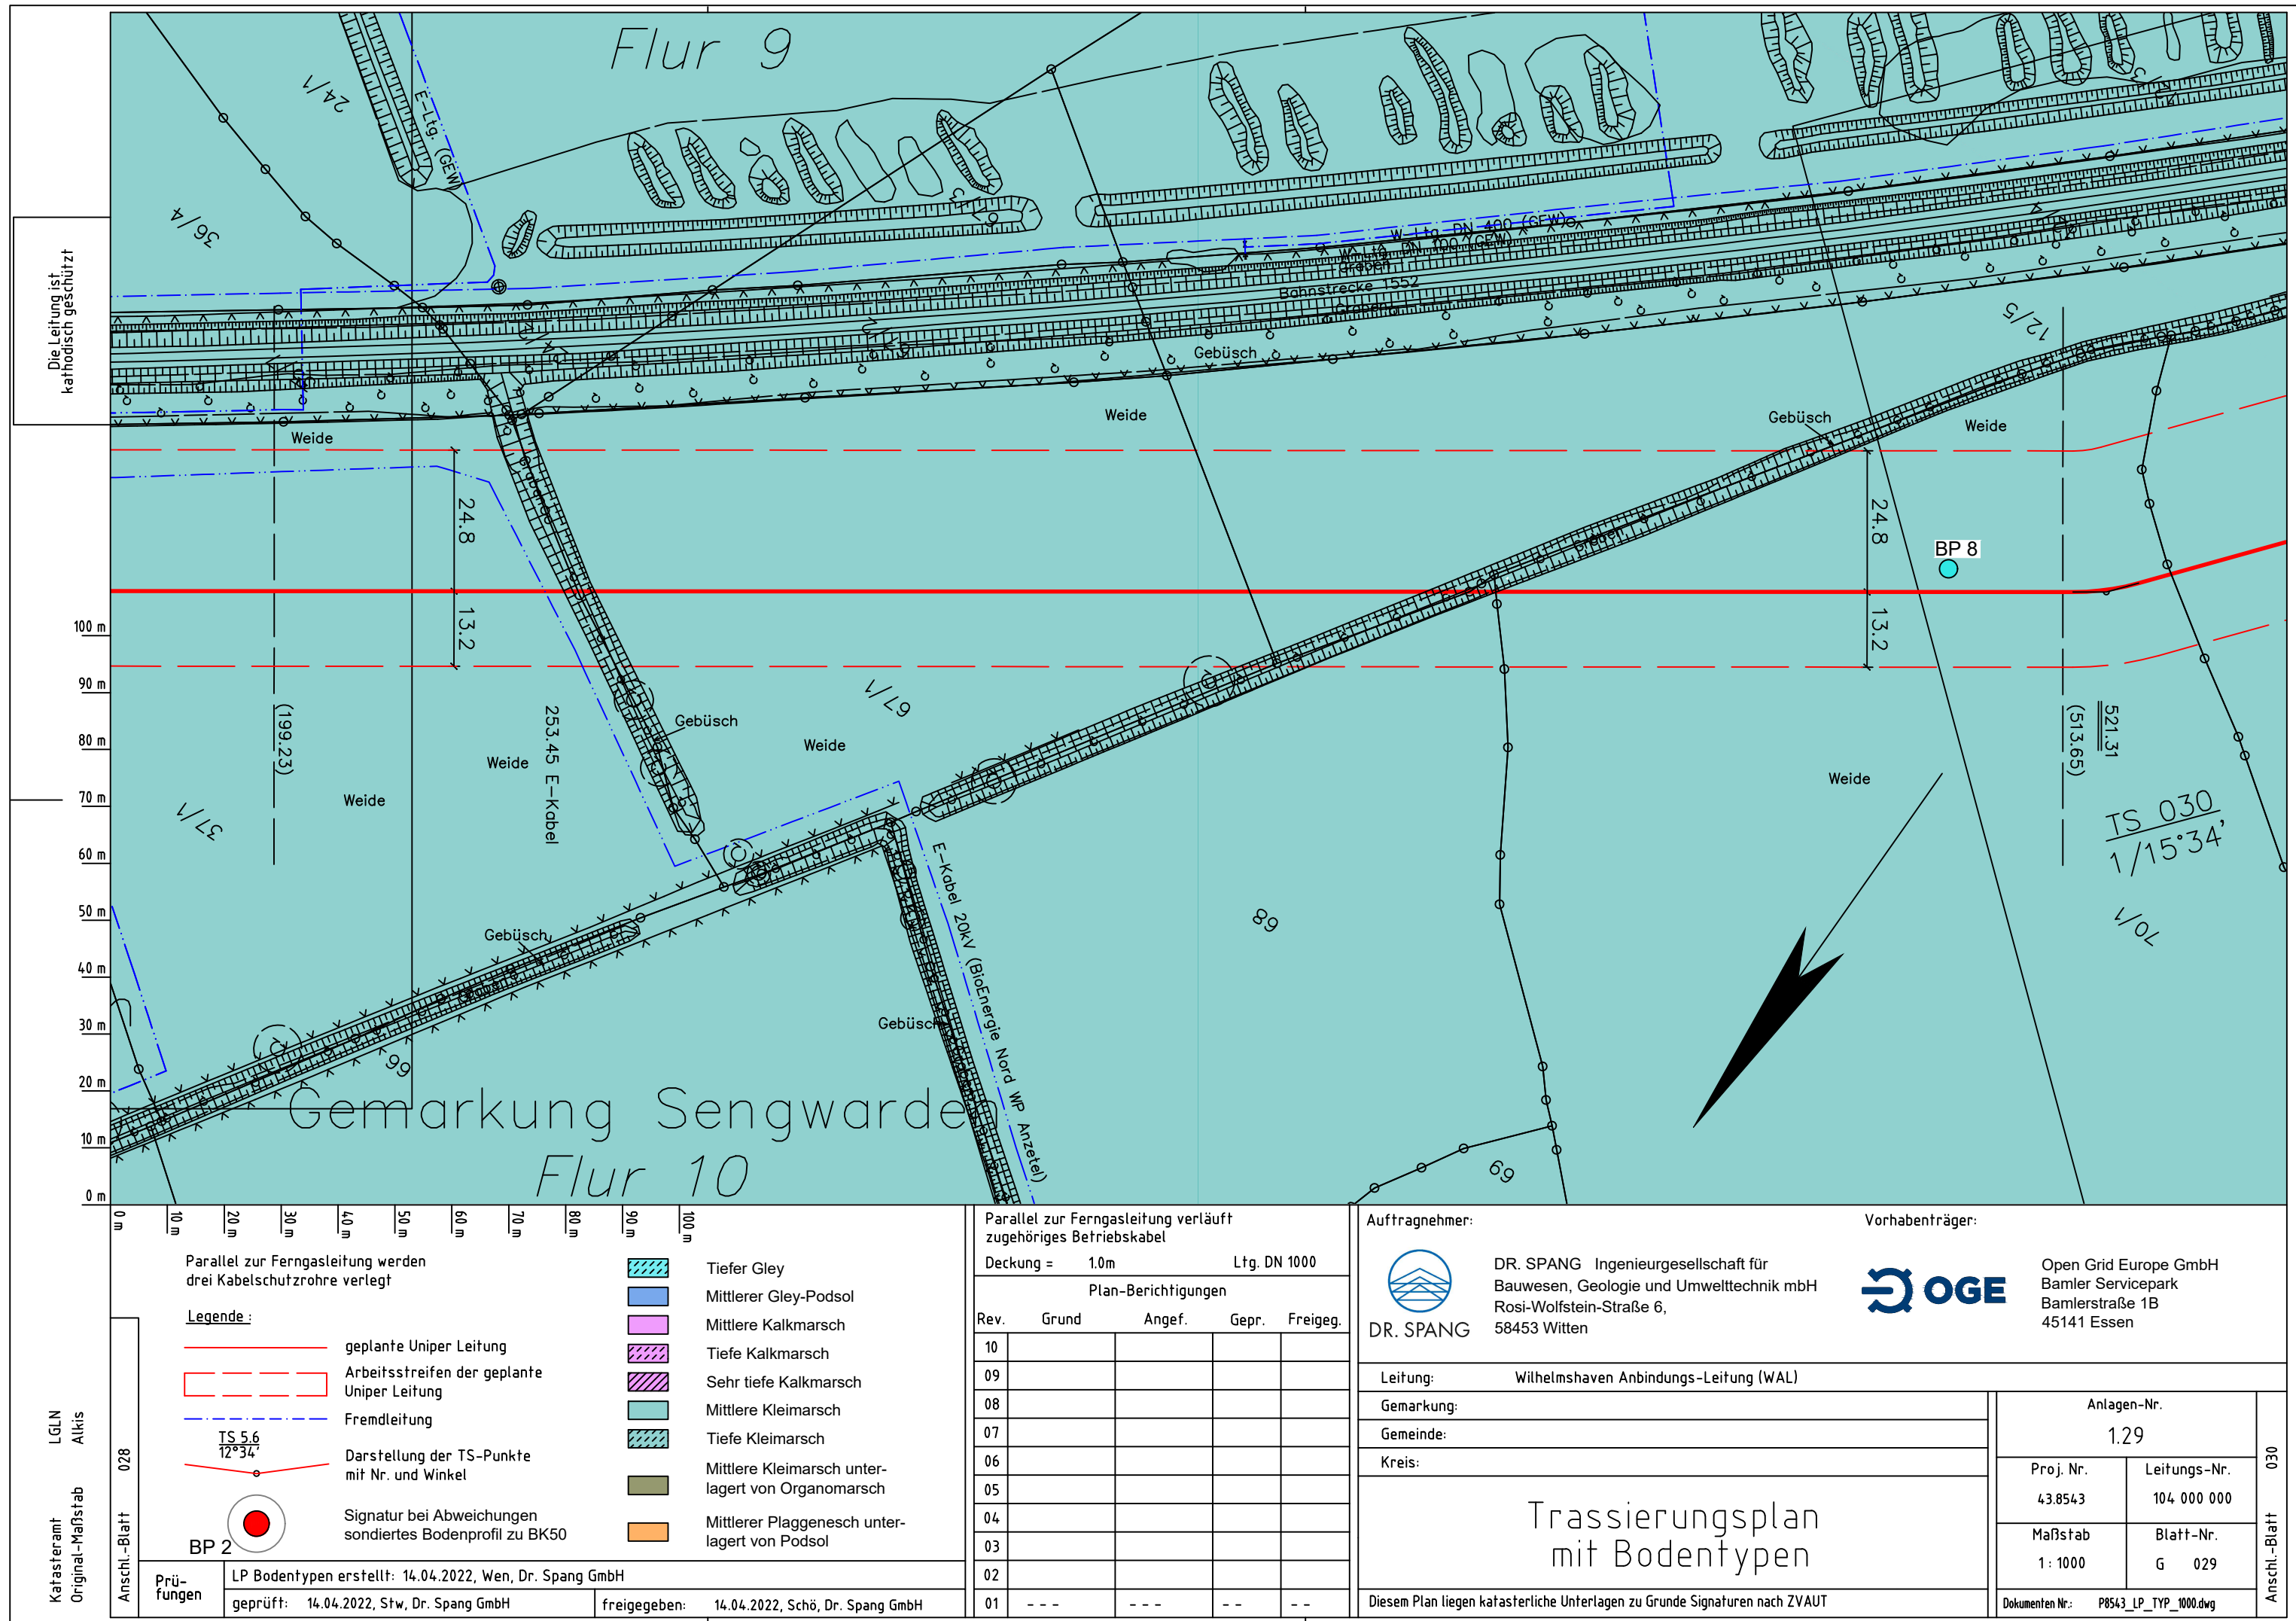 Flur 9
24/1
E-Ltg. (GEW)
36/4
Die Leitung ist
kathodisch geschützt
W-Ltg. DN 400 (GEW)
Graben
Bahnstrecke 1552
Graben
Gebüsch
12/5
Weide
Weide
Gebüsch
Weide
24.8
24.8
Graben
Graben
BP 8
13.2
13.2
100 m
90 m
80 m
70 m
60 m
50 m
40 m
30 m
20 m
10 m
0 m
(199.23)
253.45 E-Kabel
67/1
Gebüsch
Weide
Weide
Weide
Weide
521.31
(513.65)
37/1
TS 030
1/15°34'
E-Kabel 20kV (BioEnergie Nord WP Anzetel)
68
70/1
Gebüsch
Gebüsch
66
Gemarkung Sengwarden
Flur 10
69
0 m
10 m
20 m
30 m
40 m
50 m
60 m
70 m
80 m
90 m
100 m
Parallel zur Ferngasleitung werden
drei Kabelschutzrohre verlegt
Legende :
geplante Uniper Leitung
Arbeitsstreifen der geplante
Uniper Leitung
Fremdleitung
TS 5.6
12°34'
Darstellung der TS-Punkte
mit Nr. und Winkel
BP 2
Signatur bei Abweichungen
sondiertes Bodenprofil zu BK50
Tiefer Gley
Mittlerer Gley-Podsol
Mittlere Kalkmarsch
Tiefe Kalkmarsch
Sehr tiefe Kalkmarsch
Mittlere Kleimarsch
Tiefe Kleimarsch
Mittlere Kleimarsch unter-
lagert von Organomarsch
Mittlerer Plaggenesch unter-
lagert von Podsol
Katasteramt LGLN
Original-Maßstab Alkis
Anschl.-Blatt 028
Prü-
fungen
LP Bodentypen erstellt: 14.04.2022, Wen, Dr. Spang GmbH
geprüft: 14.04.2022, Stw, Dr. Spang GmbH
freigegeben: 14.04.2022, Schö, Dr. Spang GmbH
Parallel zur Ferngasleitung verläuft
zugehöriges Betriebskabel
Deckung = 1.0m Ltg. DN 1000
Plan-Berichtigungen
Rev. Grund Angef. Gepr. Freigeg.
10
09
08
07
06
05
04
03
02
01 --- --- -- --
Auftragnehmer:
DR. SPANG
DR. SPANG Ingenieurgesellschaft für
Bauwesen, Geologie und Umwelttechnik mbH
Rosi-Wolfstein-Straße 6,
58453 Witten
Vorhabenträger:
OGE
Open Grid Europe GmbH
Bamler Servicepark
Bamlerstraße 1B
45141 Essen
Leitung: Wilhelmshaven Anbindungs-Leitung (WAL)
Gemarkung:
Gemeinde:
Kreis:
Trassierungsplan
mit Bodentypen
Diesem Plan liegen katasterliche Unterlagen zu Grunde Signaturen nach ZVAUT
Anlagen-Nr.
1.29
Proj. Nr. Leitungs-Nr.
43.8543 104 000 000
Maßstab Blatt-Nr.
1 : 1000 G 029
Dokumenten Nr.: P8543_LP_TYP_1000.dwg
Anschl.-Blatt 030